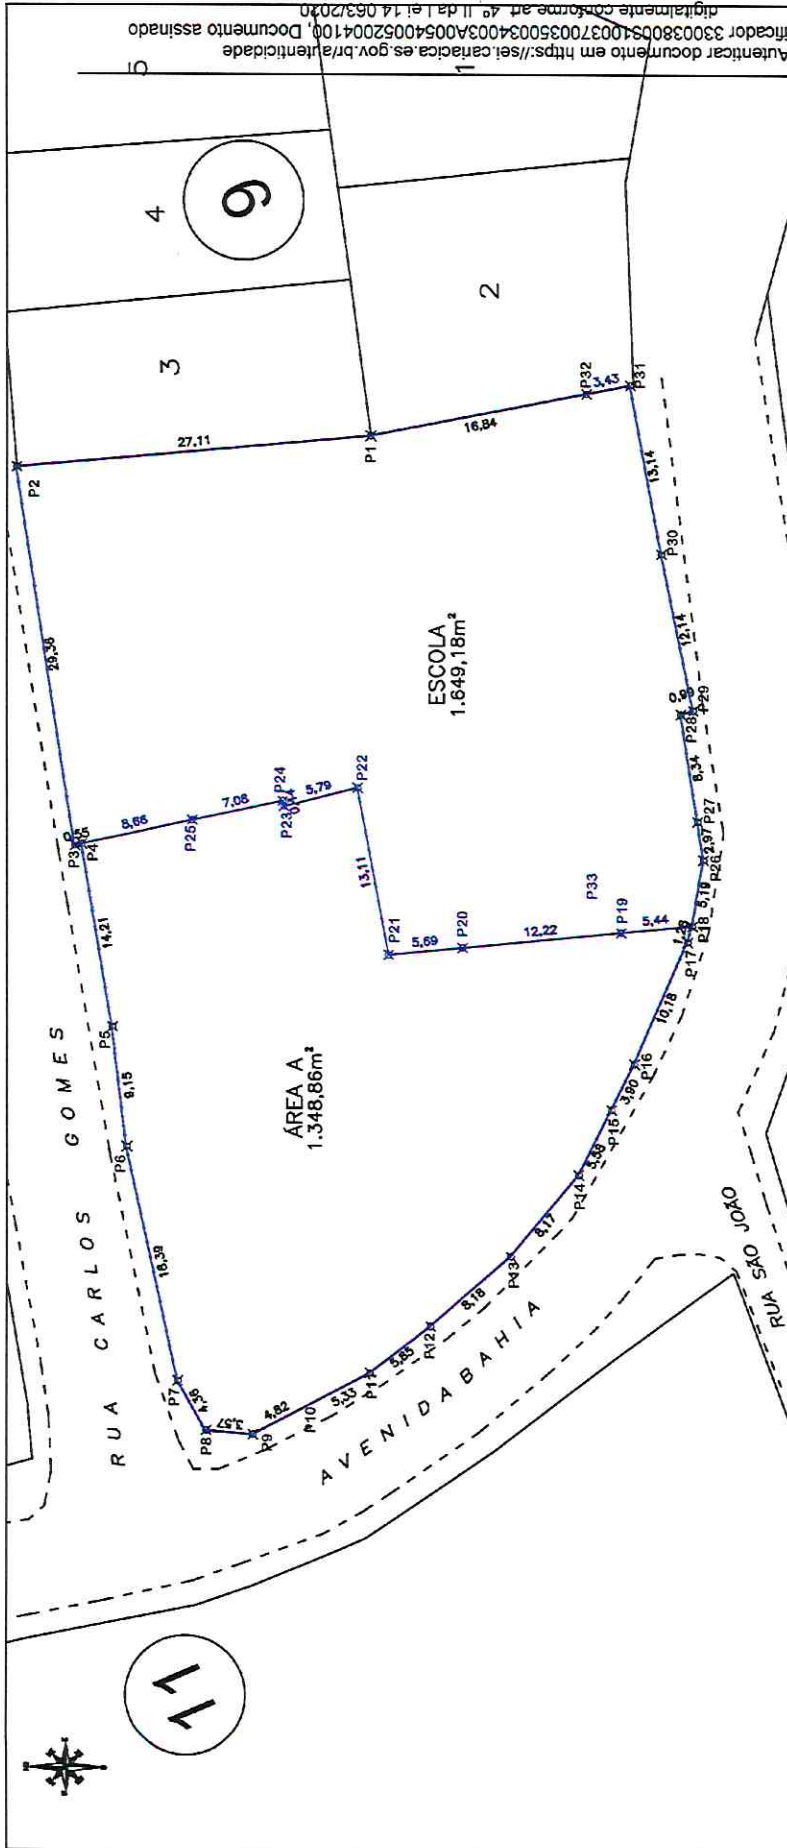 Autenticar documento em https://sei.cariacica.es.gov.br/autenticidade
ificador 33003800310037003500340003A00540052004100, Documento assinado
digitalmente conforme art. 4º, II da Lei 14.063/2020
11
RUA CARLOS GOMES
AVENIDA BAHIA
RUA SÃO JOÃO
ÁREA A
1.348,86m²
ESCOLA
1.649,18m²
9
1
2
3
4
5
P1
P2
P3
P4
P5
P6
P7
P8
P9
P10
P11
P12
P13
P14
P15
P16
P17
P18
P19
P20
P21
P22
P23
P24
P25
P26
P27
P28
P29
P30
P31
P32
P33
27,11
29,36
14,21
9,15
18,39
4,36
3,57
4,82
5,33
5,85
8,18
8,17
5,58
3,90
10,18
1,28
5,19
2,97
8,34
12,14
13,14
3,43
16,84
8,66
7,08
5,79
13,11
5,69
12,22
5,44